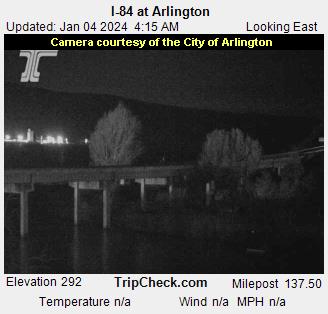 I-84 at Arlington
Updated: Jan 04 2024 4:15 AM Looking East
Camera courtesy of the City of Arlington
Elevation 292 TripCheck.com Milepost 137.50
Temperature n/a Wind n/a MPH n/a